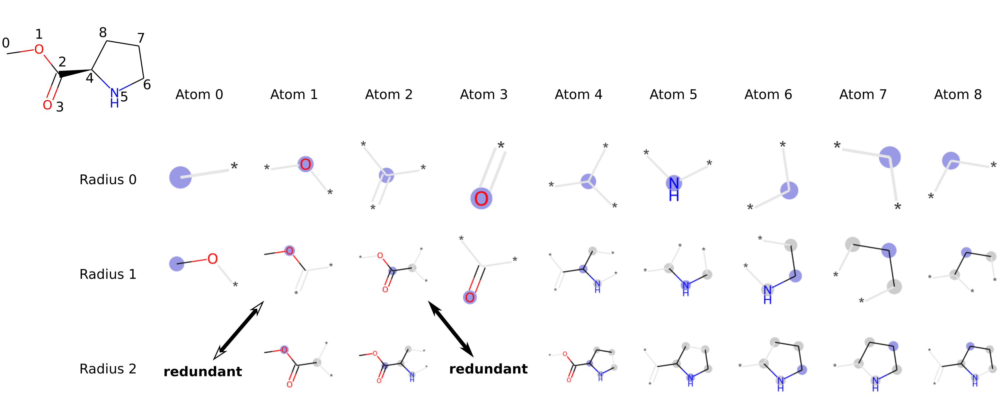 8
1
7
0
O
2
4
6
N 5
H
O 3
Atom 0 Atom 1 Atom 2 Atom 3 Atom 4 Atom 5 Atom 6 Atom 7 Atom 8
* * * * * * * * *
* * O * * * * *
Radius 0 * * * O * * N * * *
H
* * * * * *
Radius 1 O * O * * O * * * * * * * *
* * O * * * * * * * *
* * O O * N H N H N H * * *
* * * * * *
Radius 2 redundant O * O * redundant * O * * * *
* O * O N H * O N H * N H N H N H *